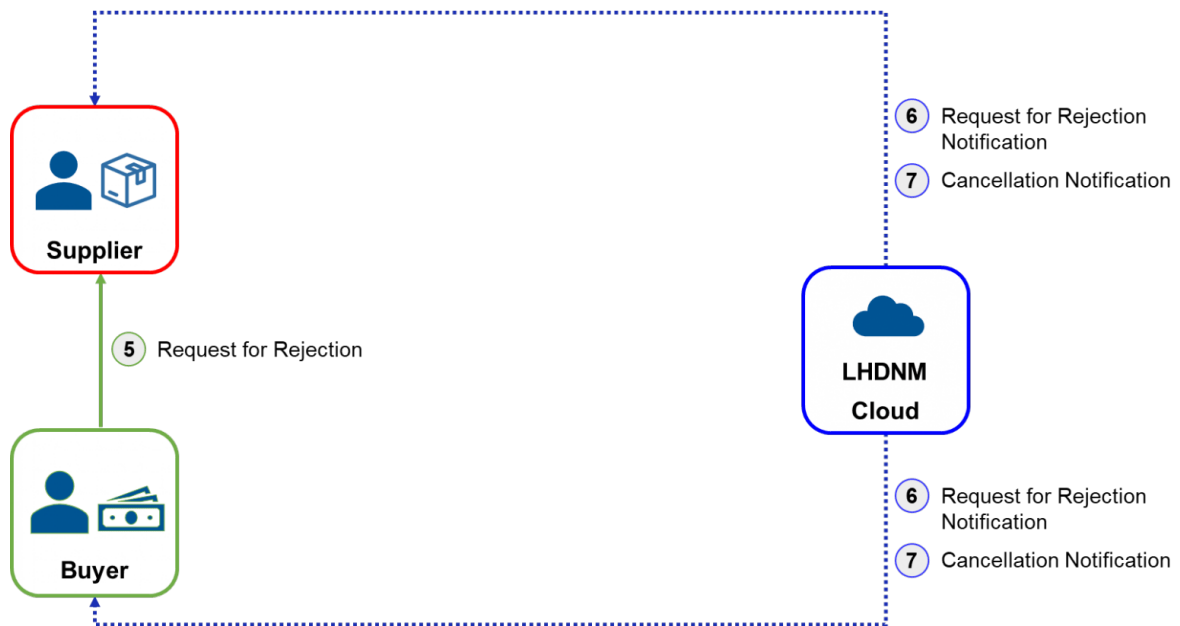 6 Request for Rejection
Notification
7 Cancellation Notification
Supplier
5 Request for Rejection
LHDNM
Cloud
6 Request for Rejection
Notification
7 Cancellation Notification
Buyer